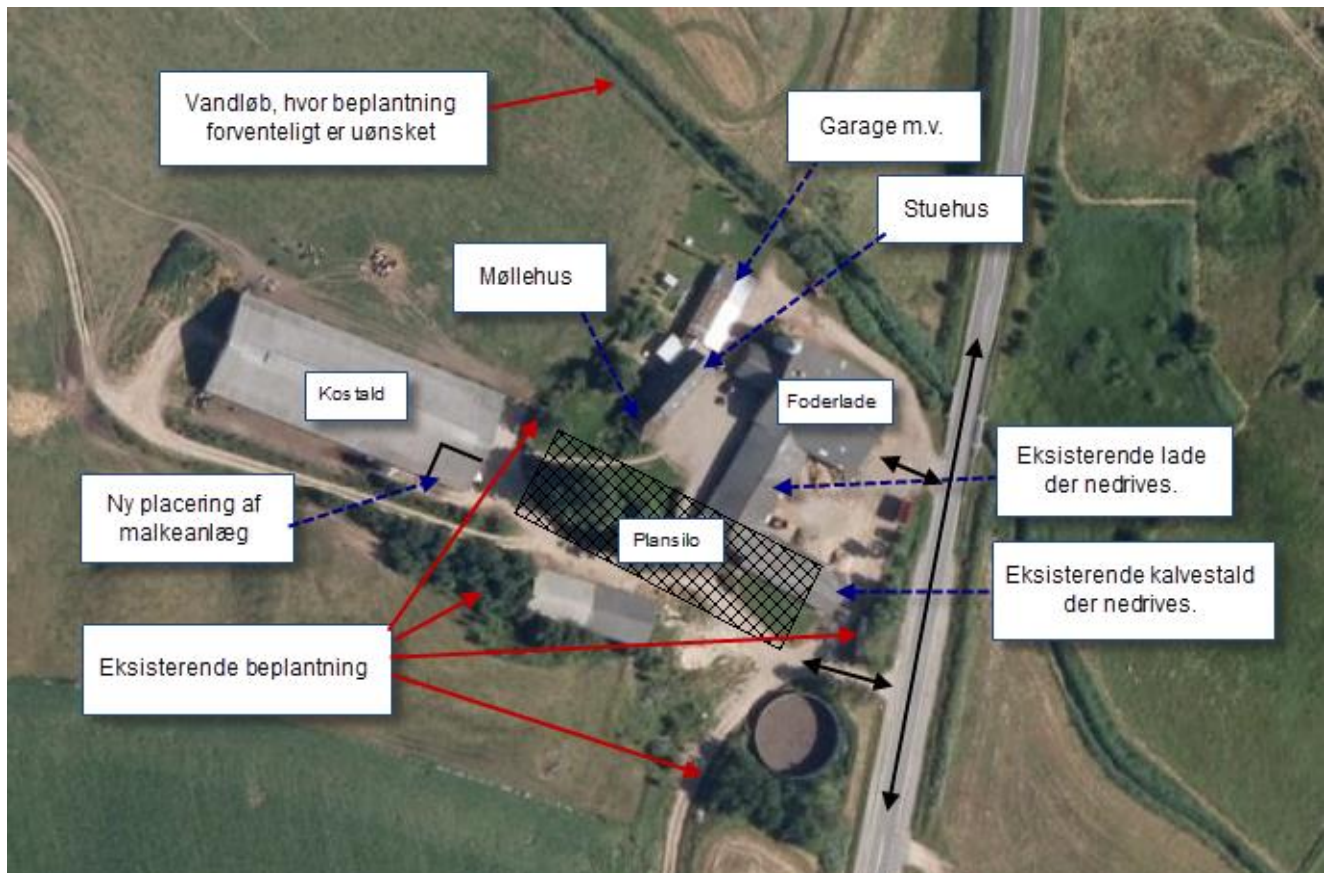 Vandløb, hvor beplantning
forventeligt er uønsket
Garage m.v.
Stuehus
Møllehus
Kostald
Foderlade
Ny placering af
malkeanlæg
Eksisterende lade
der nedrives.
Plansilo
Eksisterende kalvestald
der nedrives.
Eksisterende beplantning